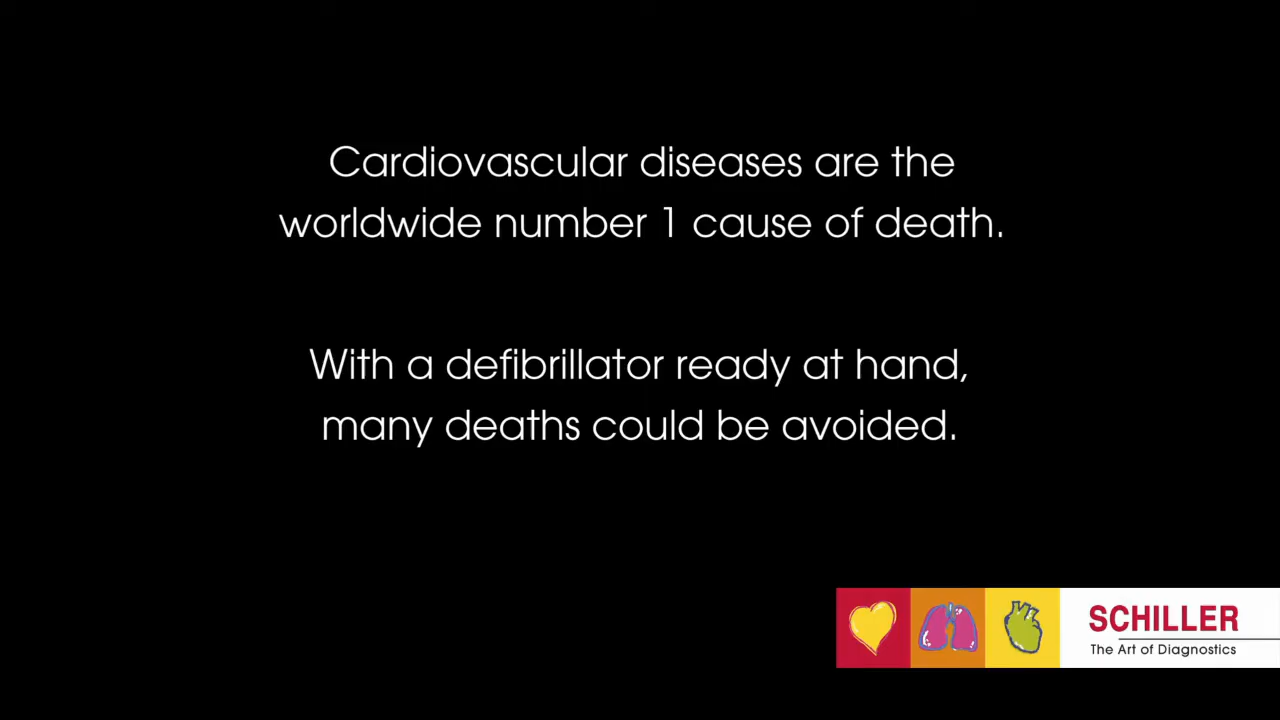 Cardiovascular diseases are the
worldwide number 1 cause of death.
With a defibrillator ready at hand,
many deaths could be avoided.
SCHILLER
The Art of Diagnostics